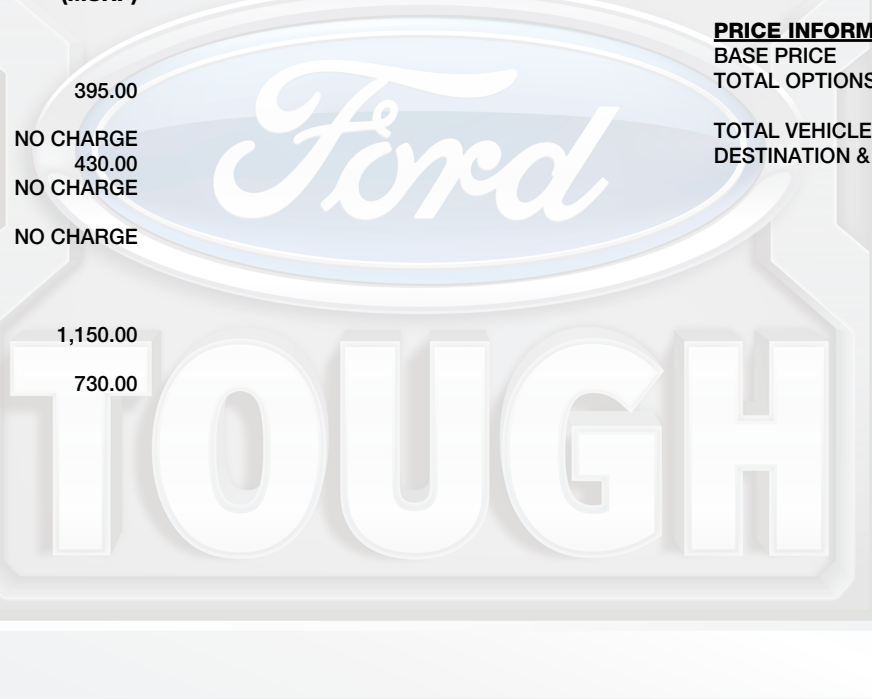 395.00
NO CHARGE
430.00
NO CHARGE
NO CHARGE
1,150.00
730.00
PRICE
BASE PRICE
TOTAL OPTIONS
TOTAL VEHICLE
DESTINATION &
Ford
TOUGH